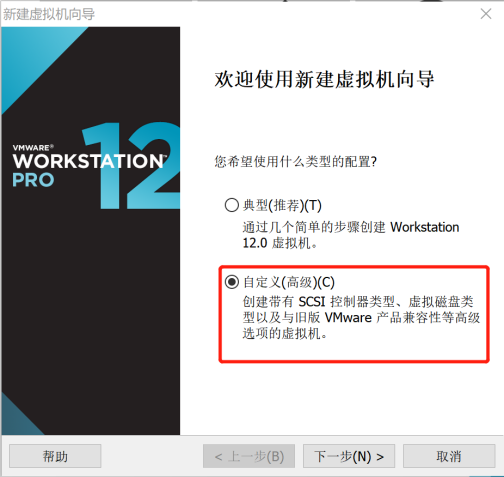 新建虚拟机向导
欢迎使用新建虚拟机向导
VMWARE®
WORKSTATION™
PRO
12
您希望使用什么类型的配置?
典型(推荐)(T)
通过几个简单的步骤创建 Workstation
12.0 虚拟机。
自定义(高级)(C)
创建带有 SCSI 控制器类型、虚拟磁盘类
型以及与旧版 VMware 产品兼容性等高级
选项的虚拟机。
帮助
< 上一步(B)
下一步(N) >
取消